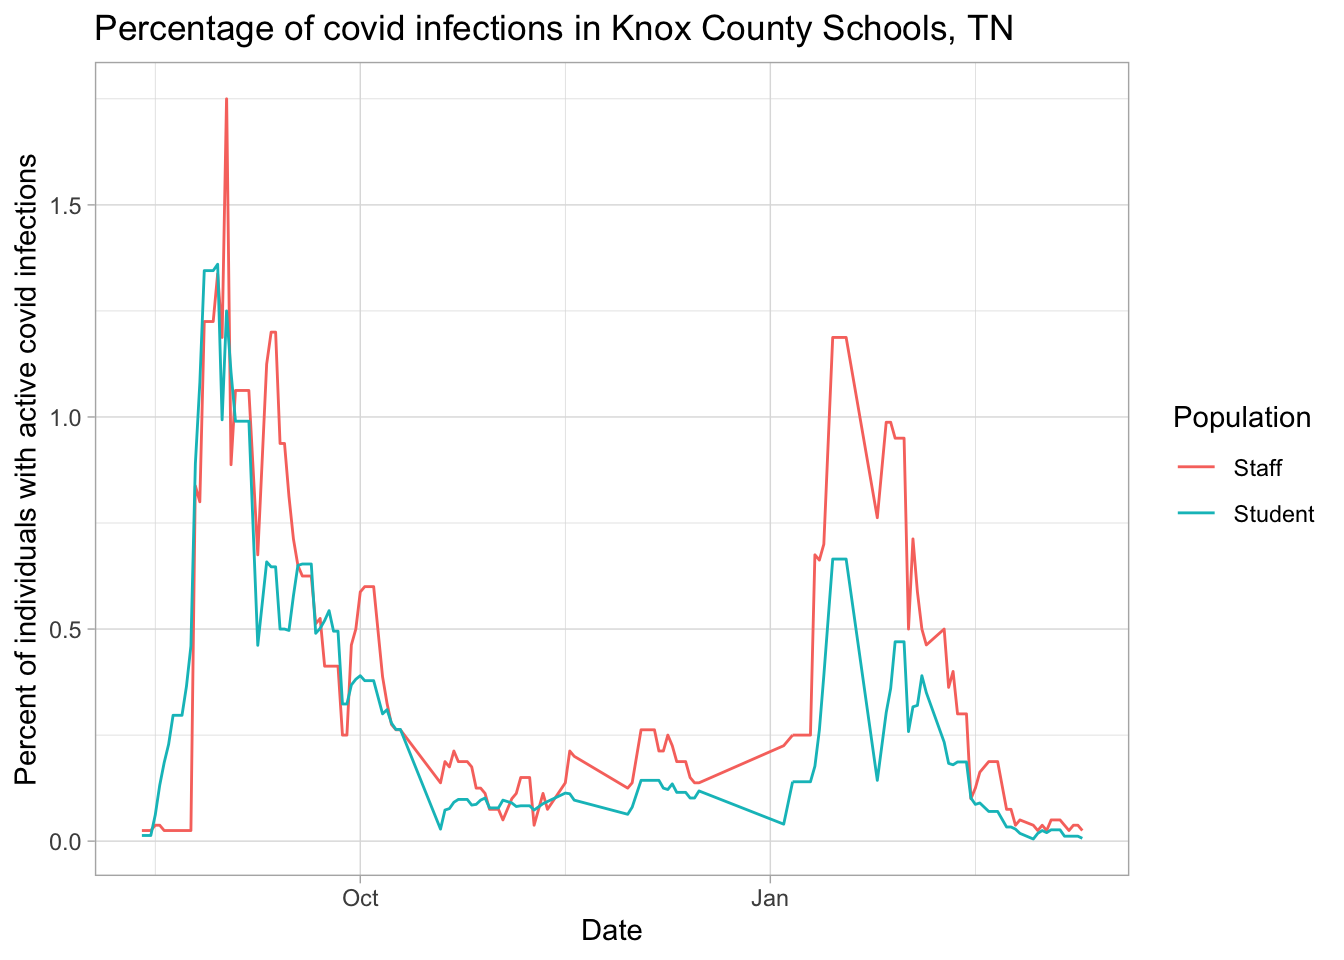 Percentage of covid infections in Knox County Schools, TN
Percent of individuals with active covid infections
1.5
1.0
0.5
0.0
Oct
Jan
Date
Population
Staff
Student